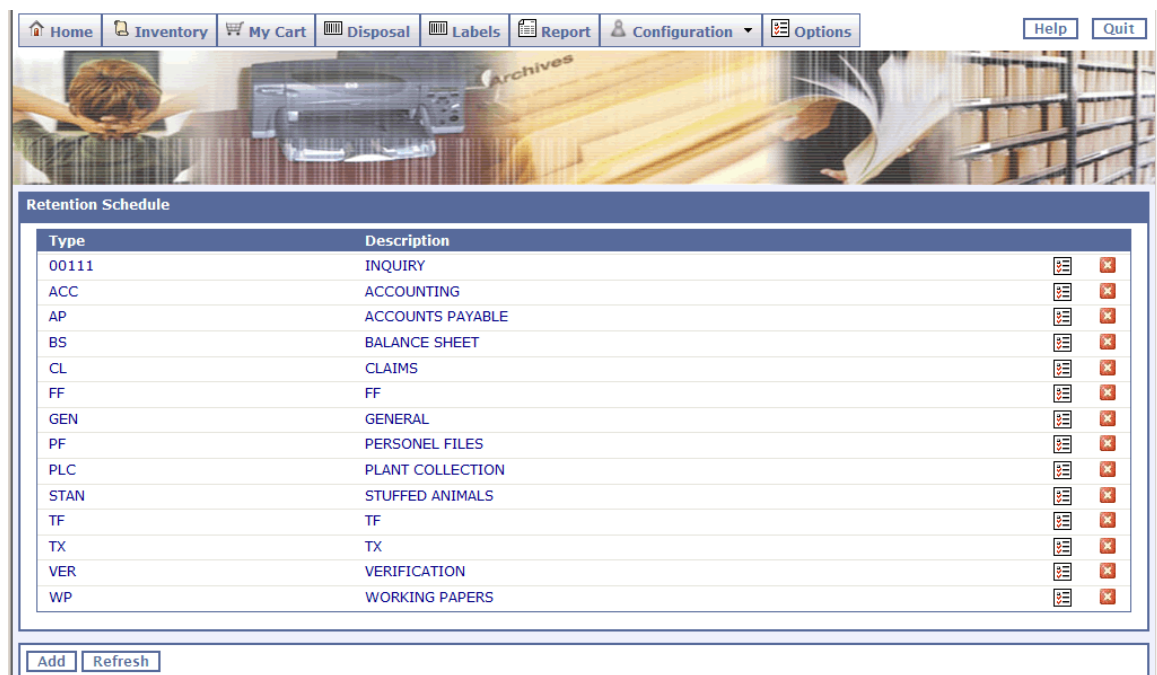 Home Inventory My Cart Disposal Labels Report Configuration Options Help Quit
Archives
Retention Schedule
Type Description
00111 INQUIRY
ACC ACCOUNTING
AP ACCOUNTS PAYABLE
BS BALANCE SHEET
CL CLAIMS
FF FF
GEN GENERAL
PF PERSONEL FILES
PLC PLANT COLLECTION
STAN STUFFED ANIMALS
TF TF
TX TX
VER VERIFICATION
WP WORKING PAPERS
Add Refresh